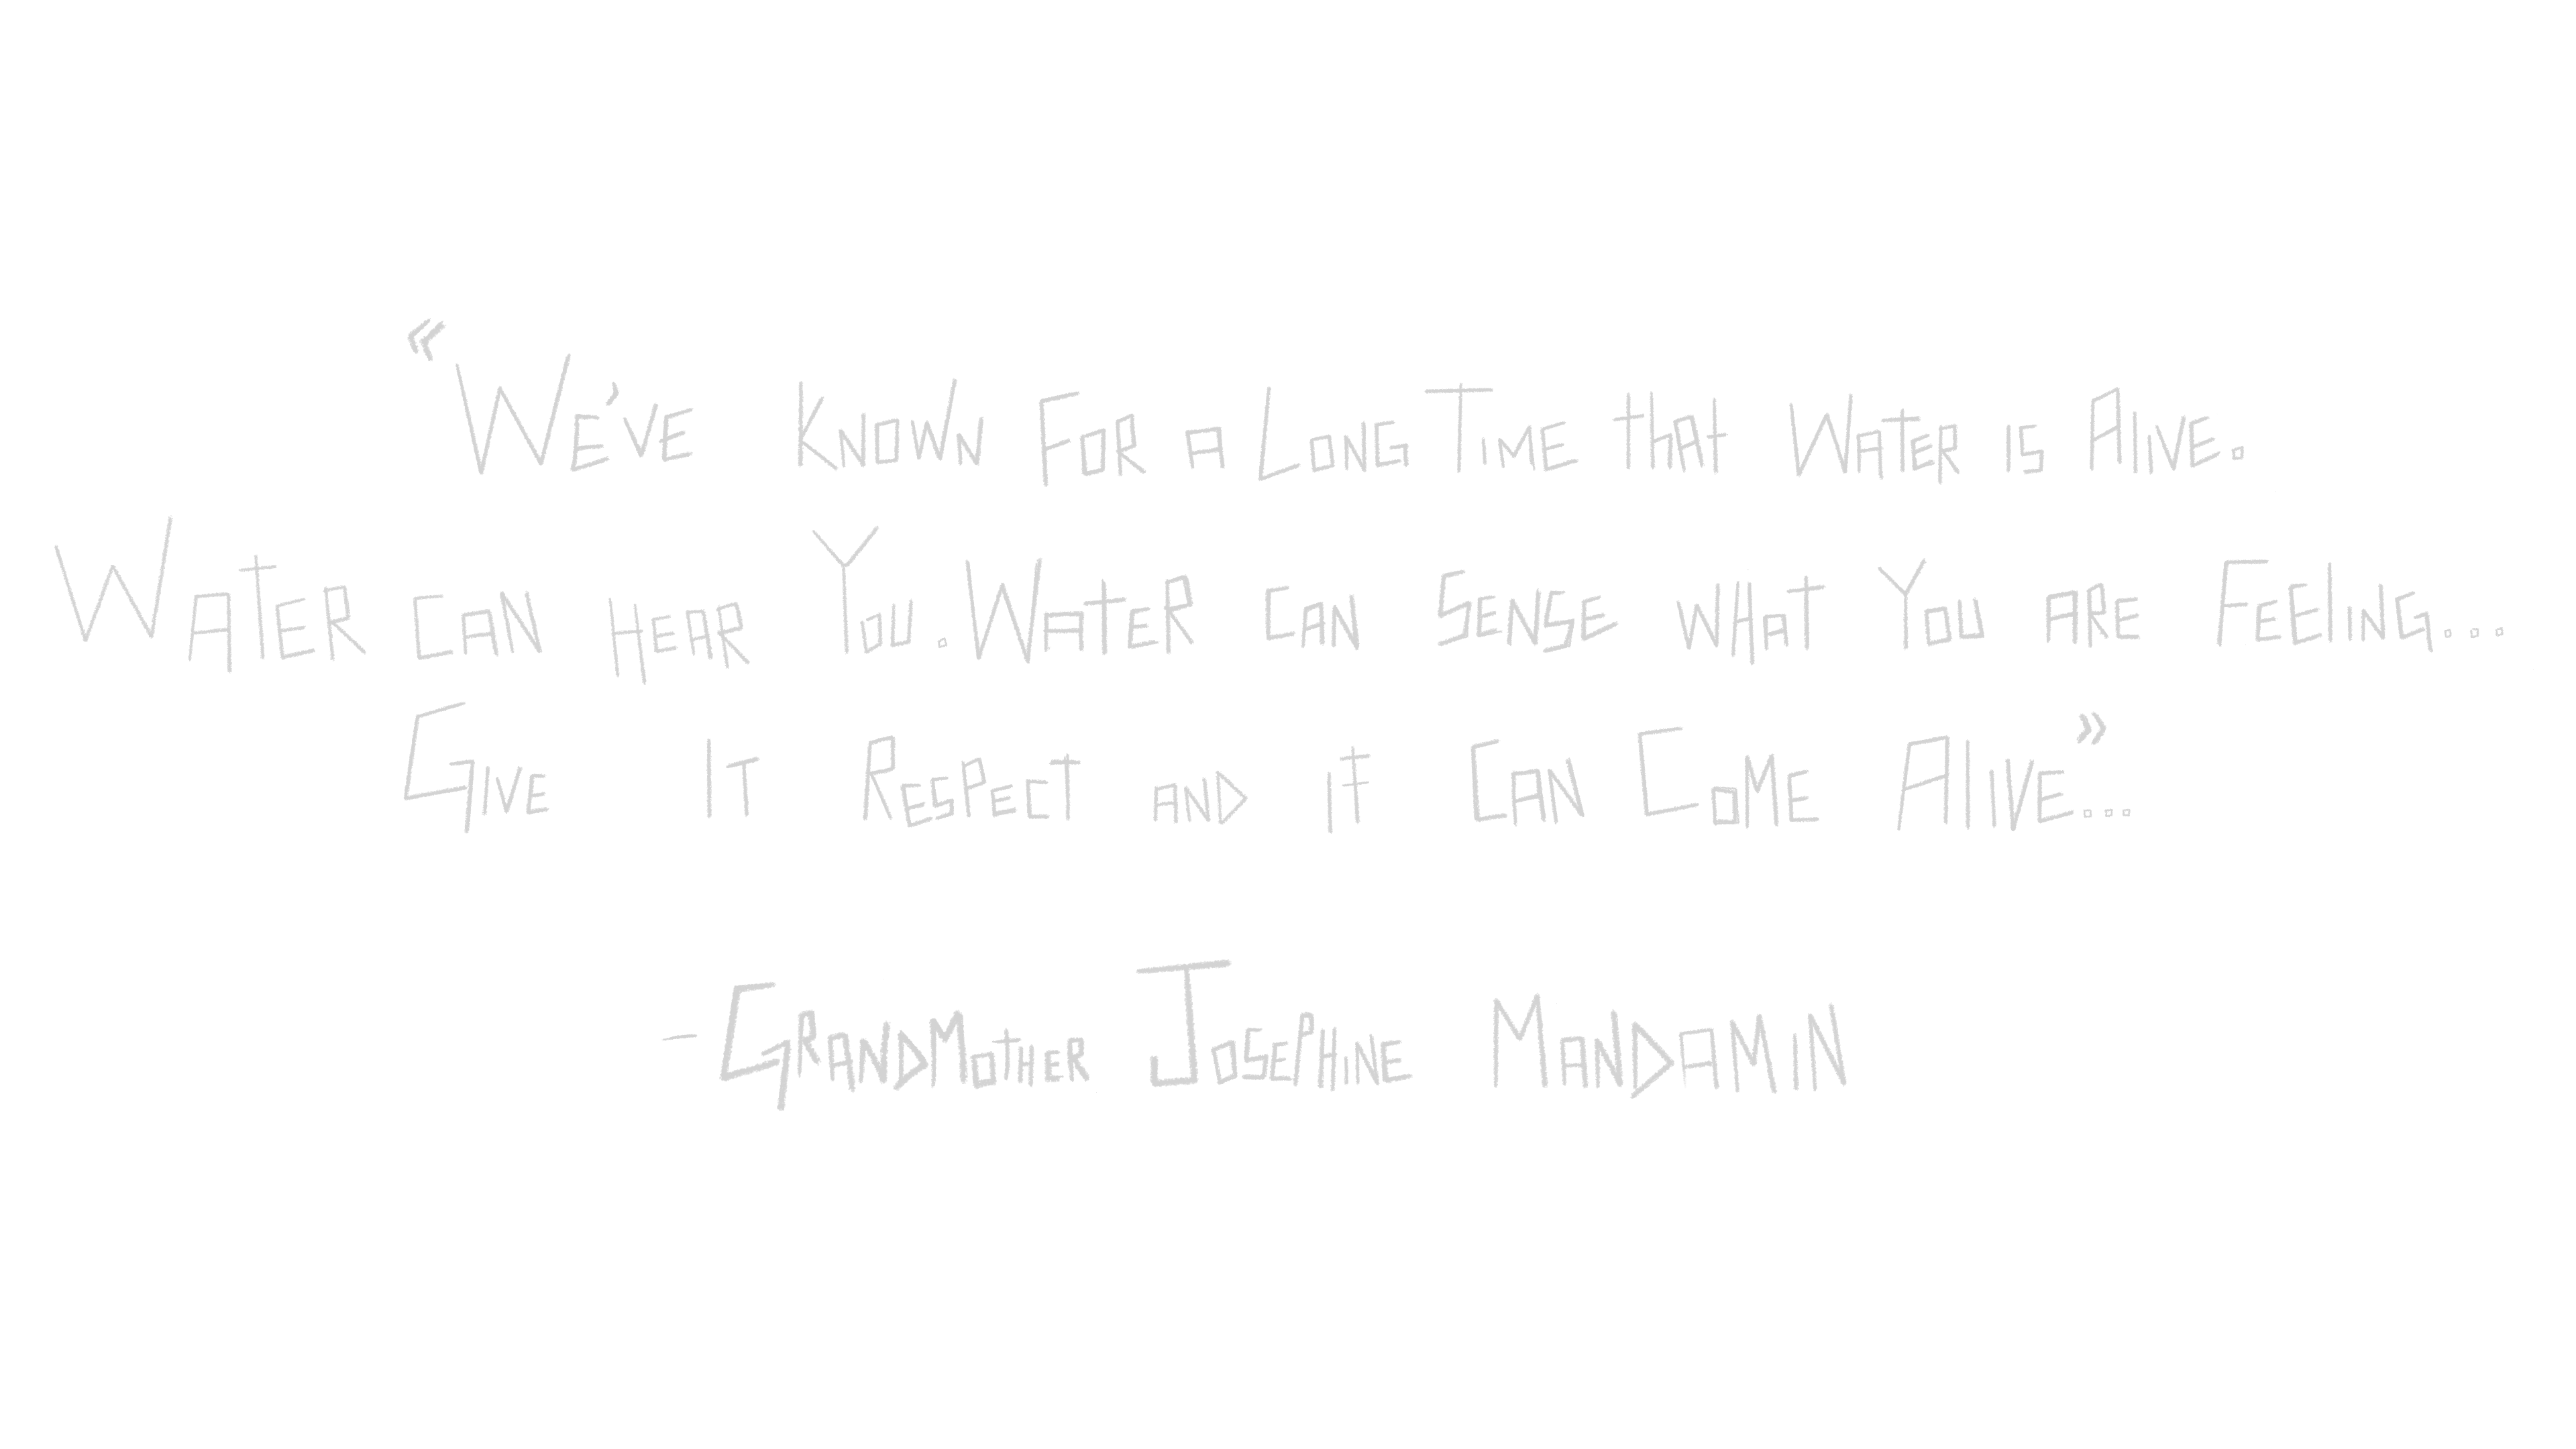 «We've known For a Long Time that Water is Alive.
Water can hear You. Water can Sense what You are Feeling...
Give It Respect and it Can Come Alive»...
- Grandmother Josephine Mandamin